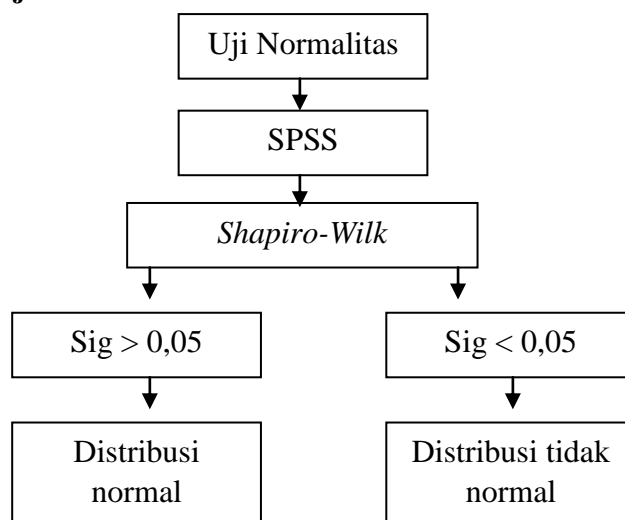 Uji Normalitas
SPSS
Shapiro-Wilk
Sig > 0,05
Sig < 0,05
Distribusi
normal
Distribusi tidak
normal